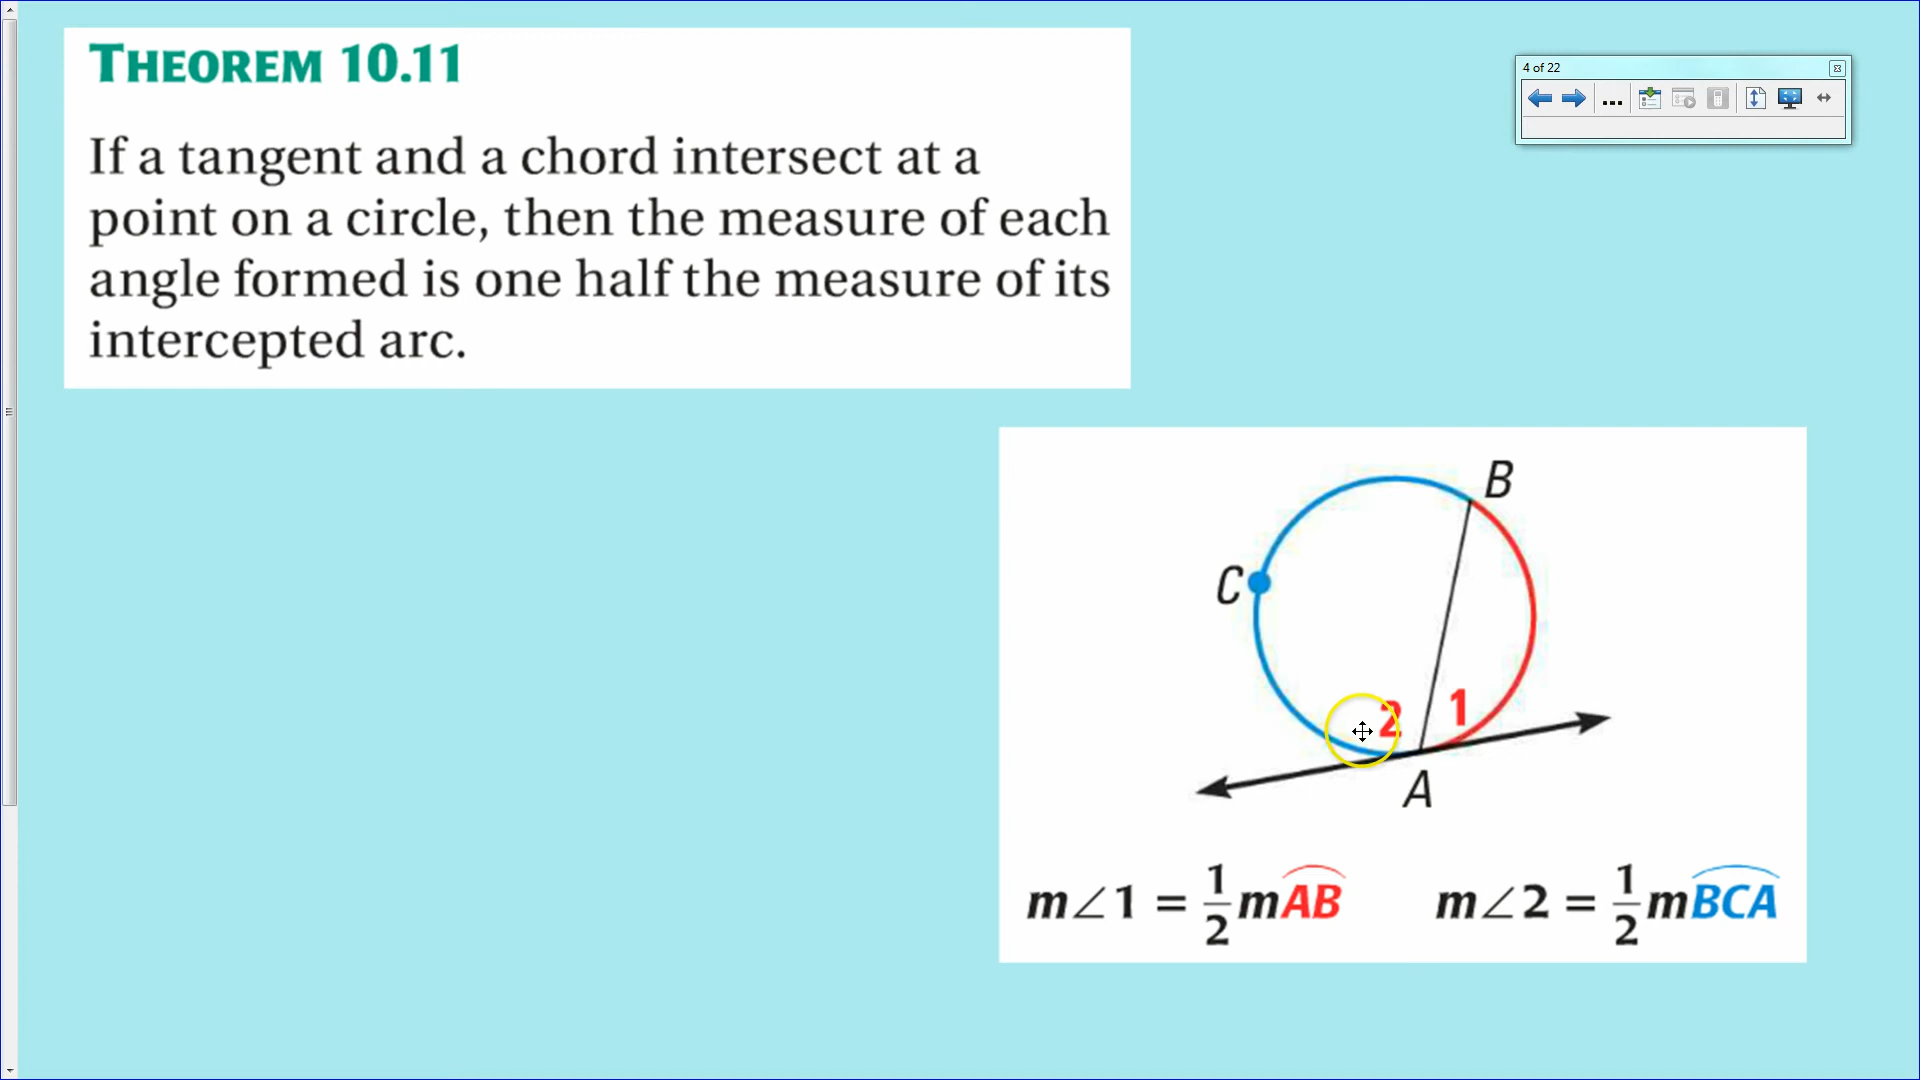 THEOREM 10.11
If a tangent and a chord intersect at a
point on a circle, then the measure of each
angle formed is one half the measure of its
intercepted arc.
4 of 22
B
C
2 1
A
m∠1 = 1/2 mAB m∠2 = 1/2 mBCA